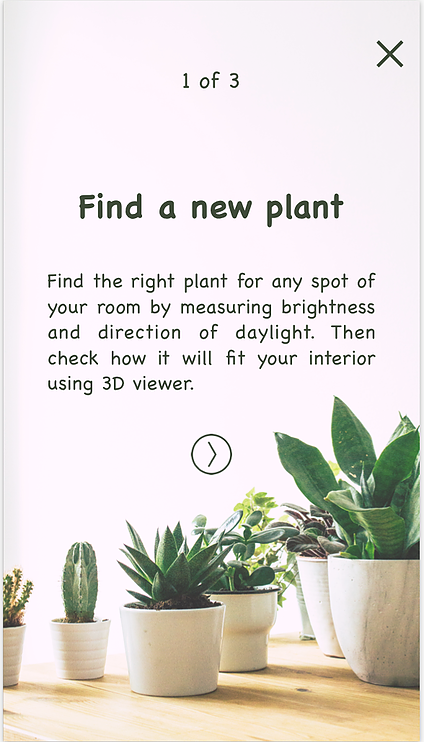 1 of 3
Find a new plant
Find the right plant for any spot of
your room by measuring brightness
and direction of daylight. Then
check how it will fit your interior
using 3D viewer.